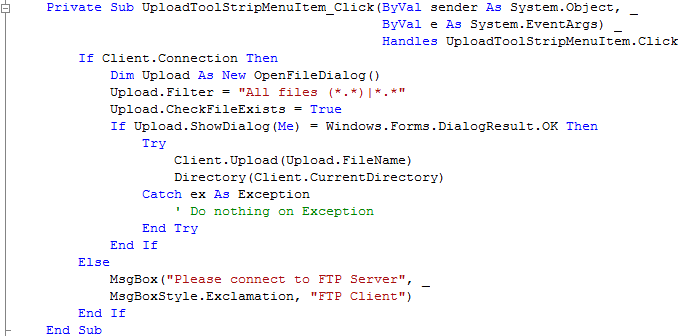 Private Sub UploadToolStripMenuItem_Click(ByVal sender As System.Object, _
ByVal e As System.EventArgs) _
Handles UploadToolStripMenuItem.Click
If Client.Connection Then
Dim Upload As New OpenFileDialog()
Upload.Filter = "All files (*.*)|*.*"
Upload.CheckFileExists = True
If Upload.ShowDialog(Me) = Windows.Forms.DialogResult.OK Then
Try
Client.Upload(Upload.FileName)
Directory(Client.CurrentDirectory)
Catch ex As Exception
' Do nothing on Exception
End Try
End If
Else
MsgBox("Please connect to FTP Server", _
MsgBoxStyle.Exclamation, "FTP Client")
End If
End Sub